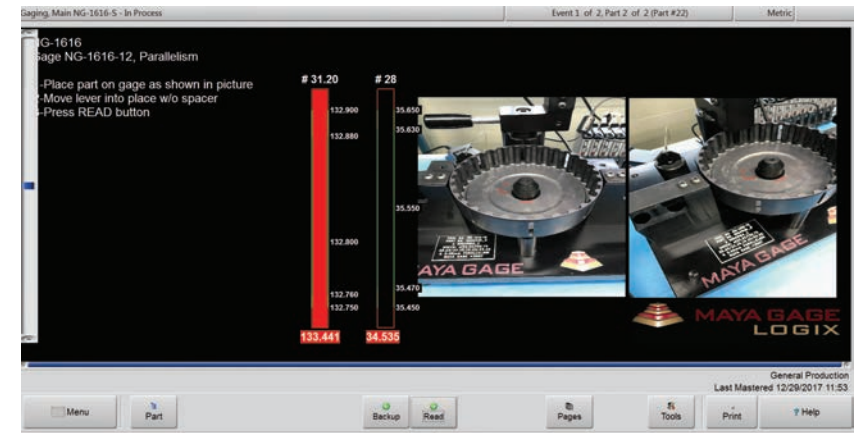 Gaging, Main NG-1616-S - In Process
Event 1 of 2, Part 2 of 2 (Part #22)
Metric
NG-1616
Gage NG-1616-12, Parallelism
-Place part on gage as shown in picture
-Move lever into place w/o spacer
-Press READ button
# 31.20
# 28
132.900
132.880
132.800
132.760
132.750
133.441
35.650
35.630
35.550
35.470
35.450
34.535
MAYA GAGE
MAYA GAGE
MAYA GAGE
LOGIX
General Production
Last Mastered 12/29/2017 11:53
Menu
Part
Backup
Read
Pages
Tools
Print
? Help